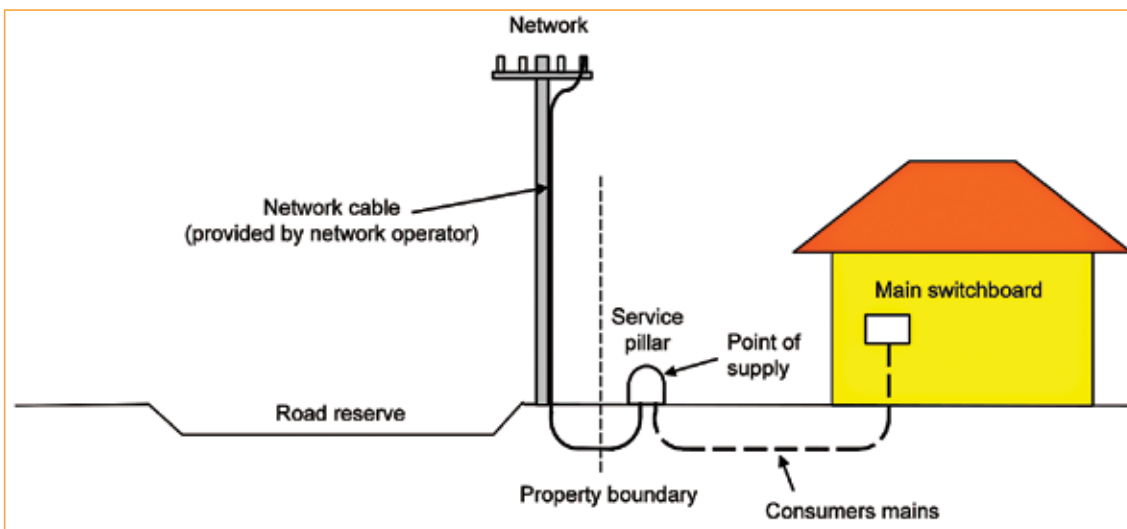 Network
Network cable
(provided by network operator)
Main switchboard
Service
pillar
Point of
supply
Road reserve
Property boundary
Consumers mains